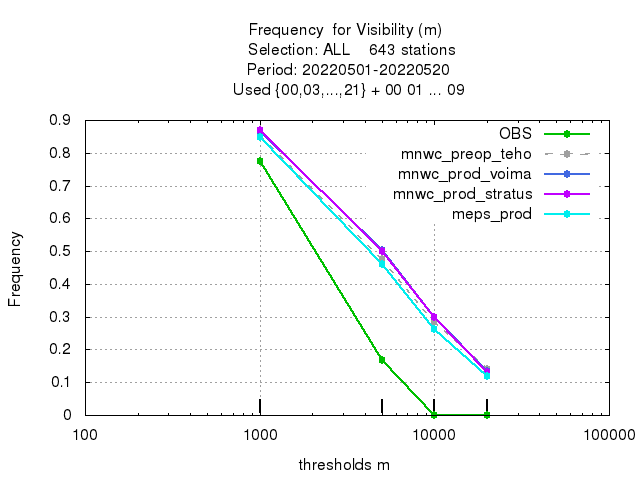 Frequency  for Visibility (m)
Selection: ALL    643 stations
Period: 20220501-20220520
Used {00,03,...,21} + 00 01 ... 09
0.9
0.8
0.7
0.6
0.5
0.4
0.3
0.2
0.1
0
Frequency
OBS
mnwc_preop_teho
mnwc_prod_voima
mnwc_prod_stratus
meps_prod
100
1000
10000
100000
thresholds m